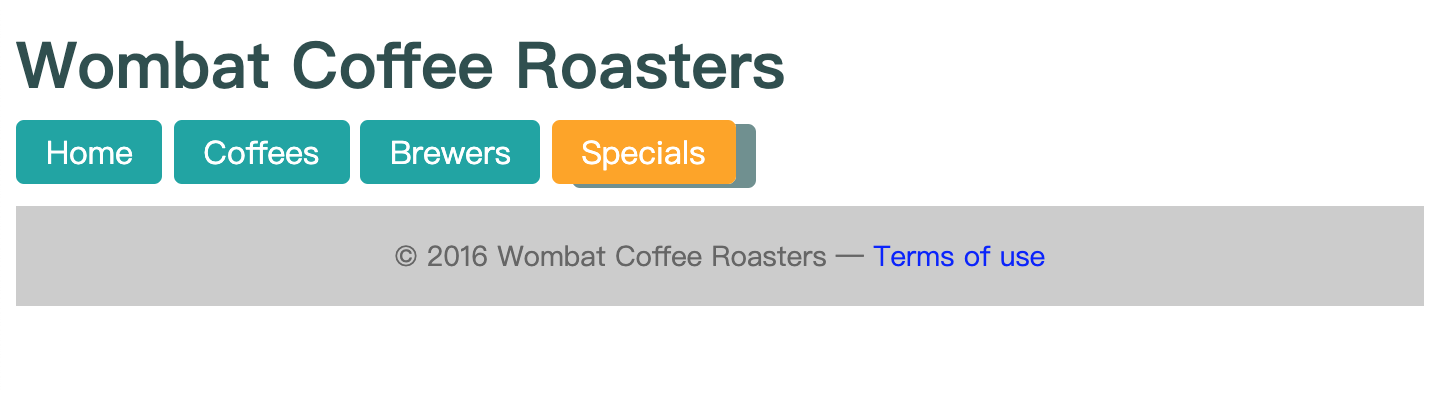 Wombat Coffee Roasters
Home Coffees Brewers Specials
© 2016 Wombat Coffee Roasters — Terms of use